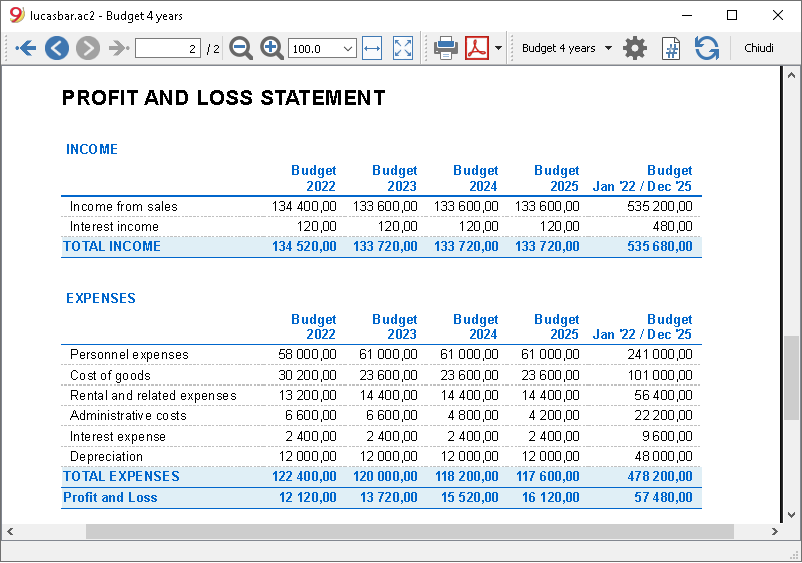 lucasbar.ac2 - Budget 4 years
2 / 2 100.0 Budget 4 years Chiudi
PROFIT AND LOSS STATEMENT
INCOME
Budget Budget Budget Budget Budget
2022 2023 2024 2025 Jan '22 / Dec '25
Income from sales 134 400,00 133 600,00 133 600,00 133 600,00 535 200,00
Interest income 120,00 120,00 120,00 120,00 480,00
TOTAL INCOME 134 520,00 133 720,00 133 720,00 133 720,00 535 680,00
EXPENSES
Budget Budget Budget Budget Budget
2022 2023 2024 2025 Jan '22 / Dec '25
Personnel expenses 58 000,00 61 000,00 61 000,00 61 000,00 241 000,00
Cost of goods 30 200,00 23 600,00 23 600,00 23 600,00 101 000,00
Rental and related expenses 13 200,00 14 400,00 14 400,00 14 400,00 56 400,00
Administrative costs 6 600,00 6 600,00 4 800,00 4 200,00 22 200,00
Interest expense 2 400,00 2 400,00 2 400,00 2 400,00 9 600,00
Depreciation 12 000,00 12 000,00 12 000,00 12 000,00 48 000,00
TOTAL EXPENSES 122 400,00 120 000,00 118 200,00 117 600,00 478 200,00
Profit and Loss 12 120,00 13 720,00 15 520,00 16 120,00 57 480,00